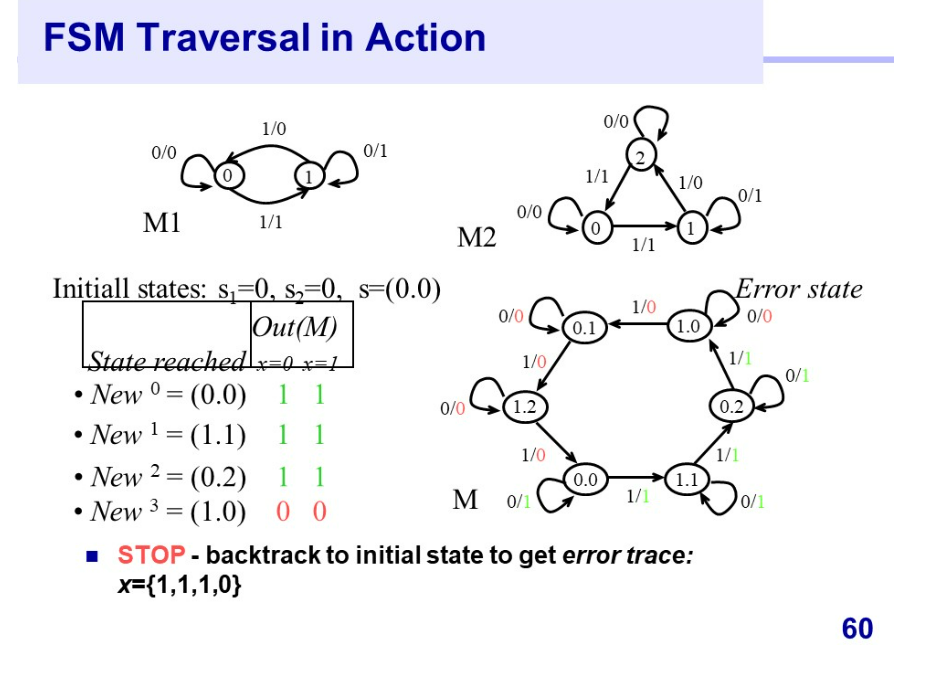 FSM Traversal in Action
1/0
0/0
0/1
0
1
M1
1/1
0/0
2
1/1
1/0
0/1
0/0
0
1
M2
1/1
Initiall states: s1=0, s2=0, s=(0.0)
Out(M)
State reached x=0 x=1
• New 0 = (0.0) 1 1
• New 1 = (1.1) 1 1
• New 2 = (0.2) 1 1
• New 3 = (1.0) 0 0
Error state
0/0
1/0
0/0
0.1
1.0
1/0
1/1
0/1
0/0
1.2
0.2
1/0
1/1
0.0
1.1
M
0/1
1/1
0/1
■ STOP - backtrack to initial state to get error trace:
x={1,1,1,0}
60